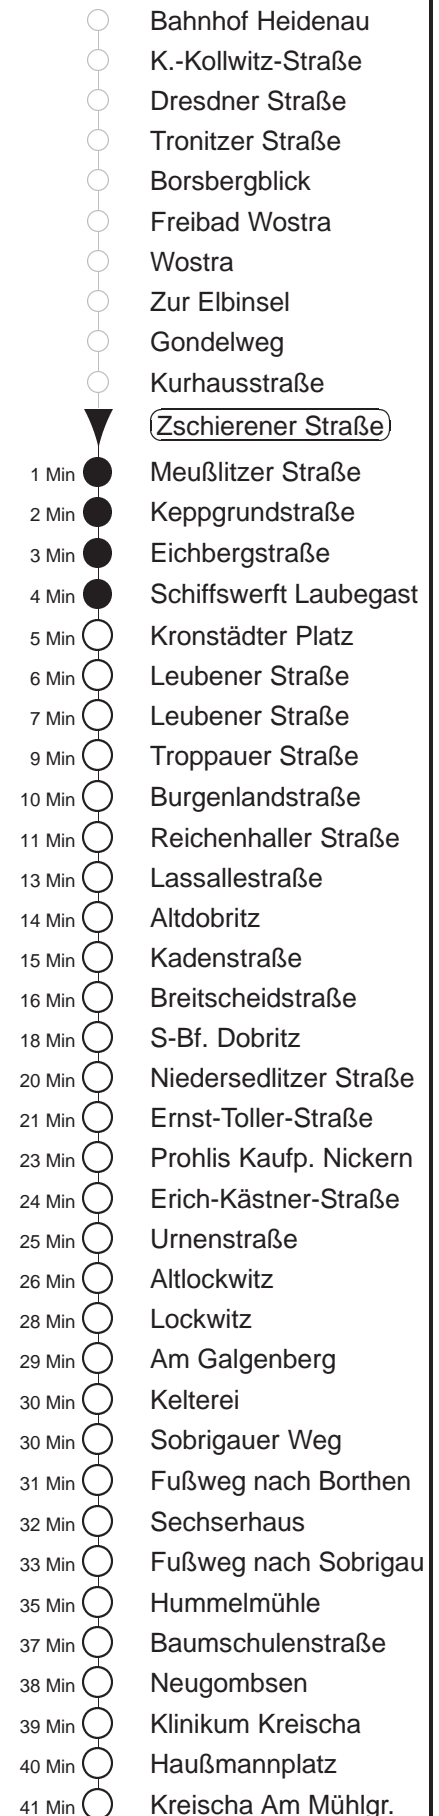 Bahnhof Heidenau
K.-Kollwitz-Straße
Dresdner Straße
Tronitzer Straße
Borsbergblick
Freibad Wostra
Wostra
Zur Elbinsel
Gondelweg
Kurhausstraße
Zschierener Straße
1 Min Meußlitzer Straße
2 Min Keppgrundstraße
3 Min Eichbergstraße
4 Min Schiffswerft Laubegast
5 Min Kronstädter Platz
6 Min Leubener Straße
7 Min Leubener Straße
9 Min Troppauer Straße
10 Min Burgenlandstraße
11 Min Reichenhaller Straße
13 Min Lassallestraße
14 Min Altdobritz
15 Min Kadenstraße
16 Min Breitscheidstraße
18 Min S-Bf. Dobritz
20 Min Niedersedlitzer Straße
21 Min Ernst-Toller-Straße
23 Min Prohlis Kaufp. Nickern
24 Min Erich-Kästner-Straße
25 Min Urnenstraße
26 Min Altlockwitz
28 Min Lockwitz
29 Min Am Galgenberg
30 Min Kelterei
30 Min Sobrigauer Weg
31 Min Fußweg nach Borthen
32 Min Sechserhaus
33 Min Fußweg nach Sobrigau
35 Min Hummelmühle
37 Min Baumschulenstraße
38 Min Neugombsen
39 Min Klinikum Kreischa
40 Min Haußmannplatz
41 Min Kreischa Am Mühlgr.